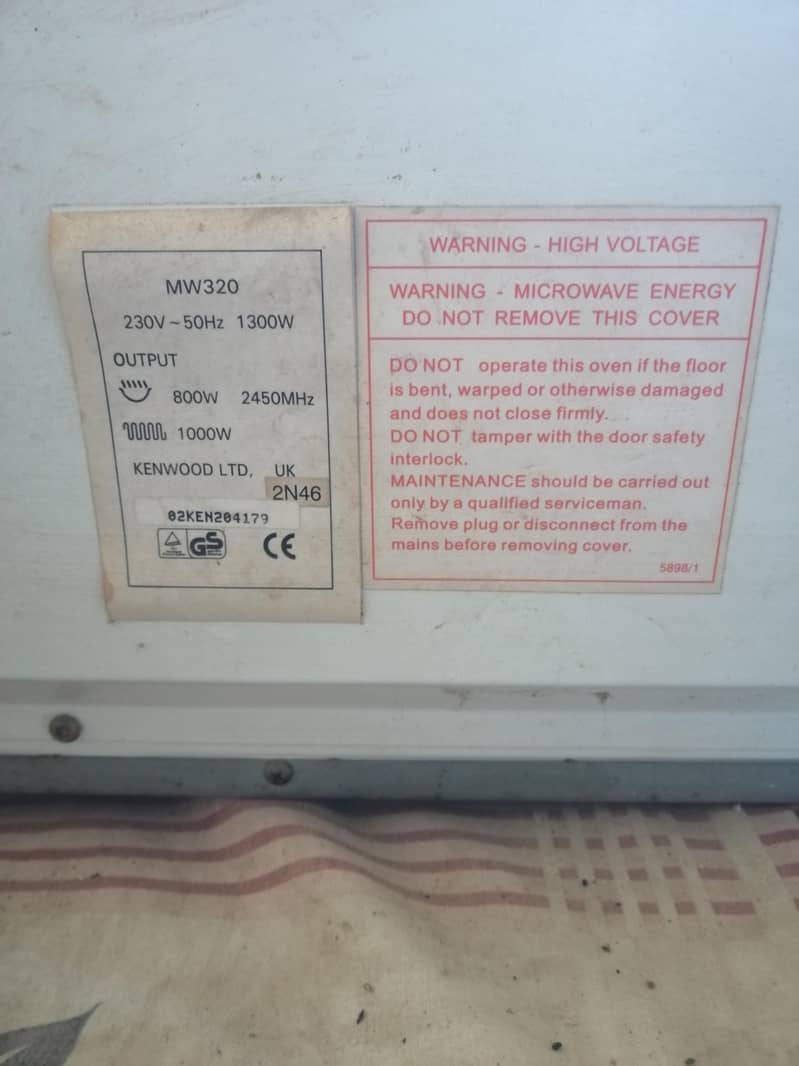 MW320
230V ~ 50Hz 1300W
OUTPUT
800W 2450MHz
1000W
KENWOOD LTD, UK
2N46
02KEN204179
GS
CE
WARNING - HIGH VOLTAGE
WARNING - MICROWAVE ENERGY
DO NOT REMOVE THIS COVER
DO NOT operate this oven if the floor
is bent, warped or otherwise damaged
and does not close firmly.
DO NOT tamper with the door safety
interlock.
MAINTENANCE should be carried out
only by a qualified serviceman.
Remove plug or disconnect from the
mains before removing cover.
5898/1